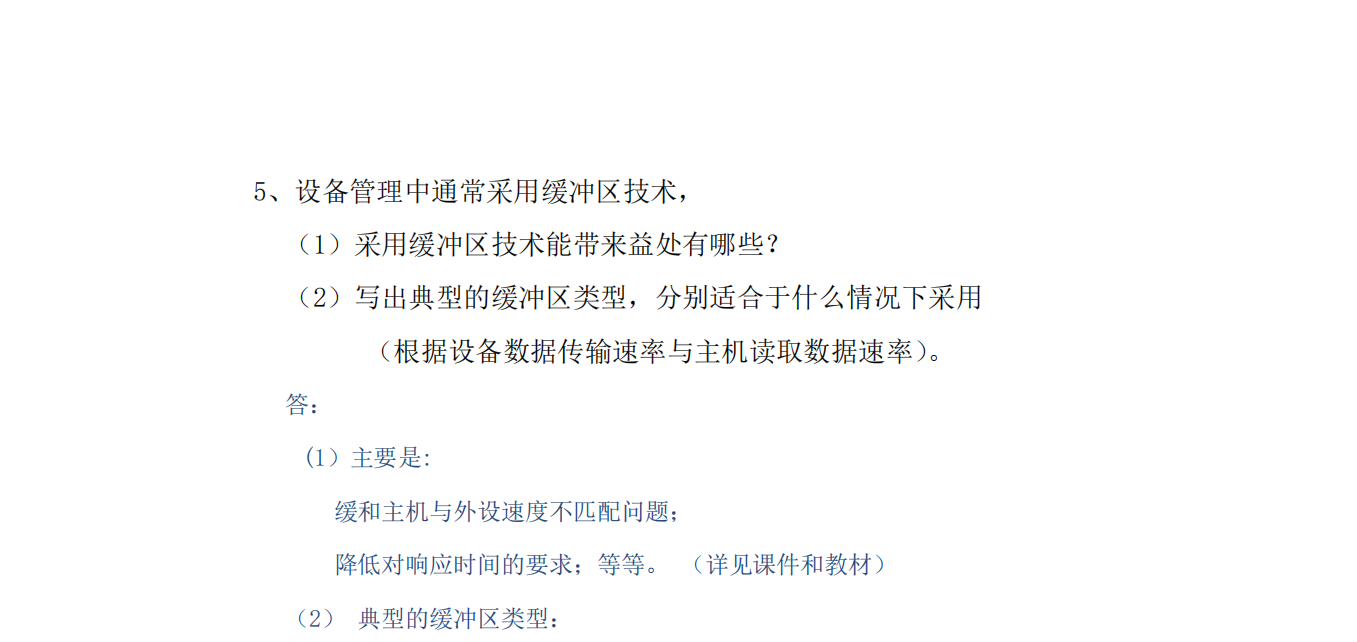 5、设备管理中通常采用缓冲区技术，
（1）采用缓冲区技术能带来益处有哪些？
（2）写出典型的缓冲区类型，分别适合于什么情况下采用
（根据设备数据传输速率与主机读取数据速率）。
答：
(1）主要是:
缓和主机与外设速度不匹配问题；
降低对响应时间的要求；等等。 （详见课件和教材）
（2） 典型的缓冲区类型：